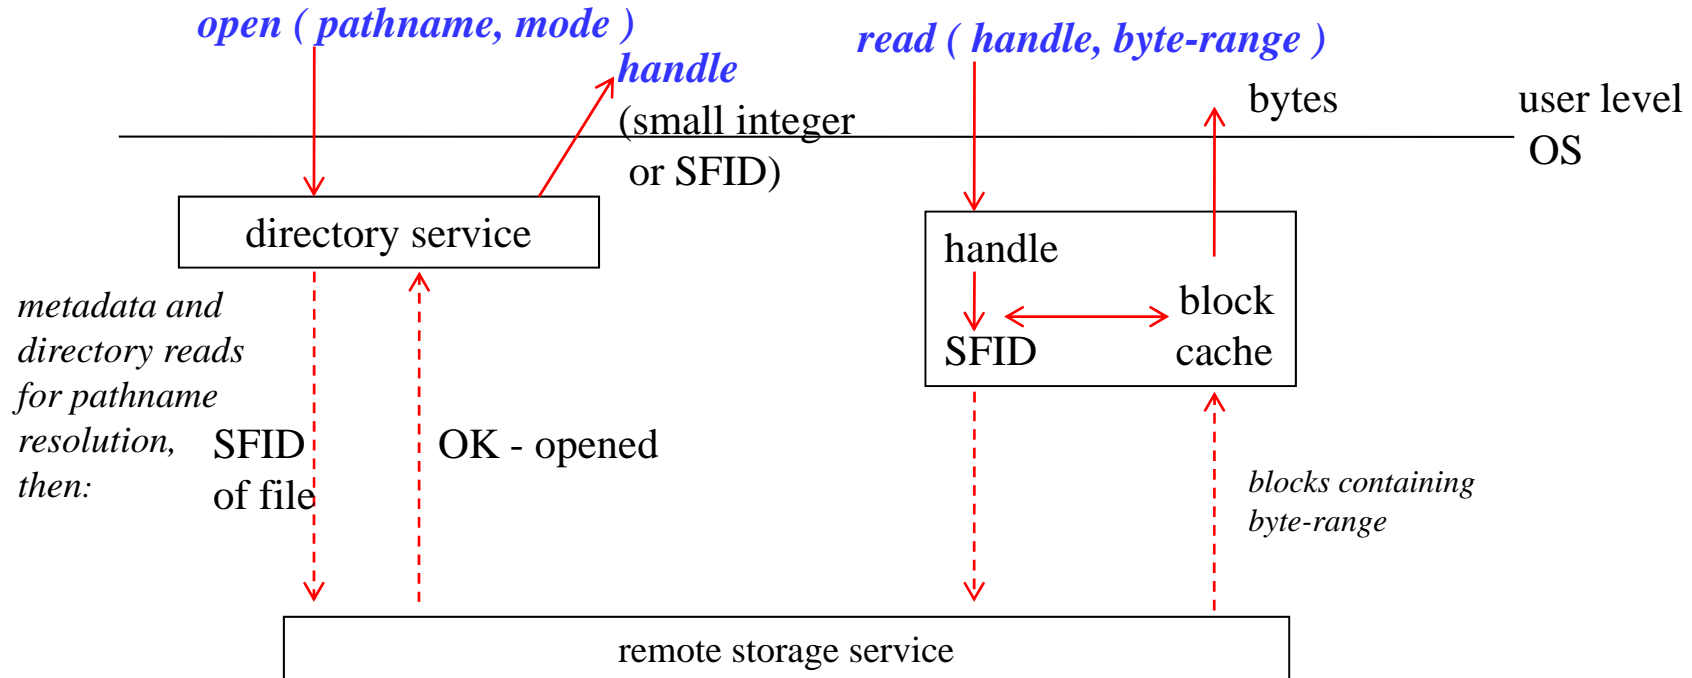 open ( pathname, mode )
handle
(small integer
or SFID)
read ( handle, byte-range )
bytes
user level
OS
directory service
handle
SFID
block
cache
metadata and
directory reads
for pathname
resolution,
then:
SFID
of file
OK - opened
blocks containing
byte-range
remote storage service